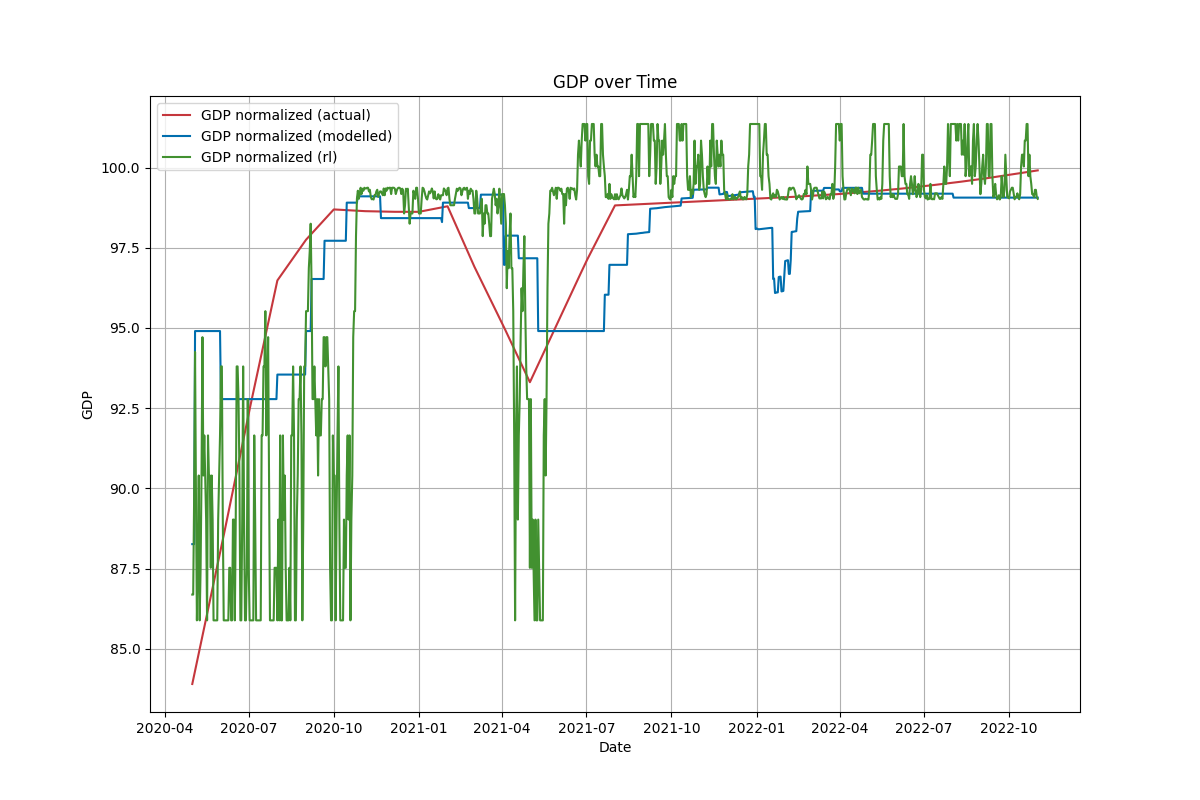 GDP over Time
GDP normalized (actual)
GDP normalized (modelled)
GDP normalized (rl)
100.0
97.5
95.0
92.5
90.0
87.5
85.0
GDP
2020-04 2020-07 2020-10 2021-01 2021-04 2021-07 2021-10 2022-01 2022-04 2022-07 2022-10
Date